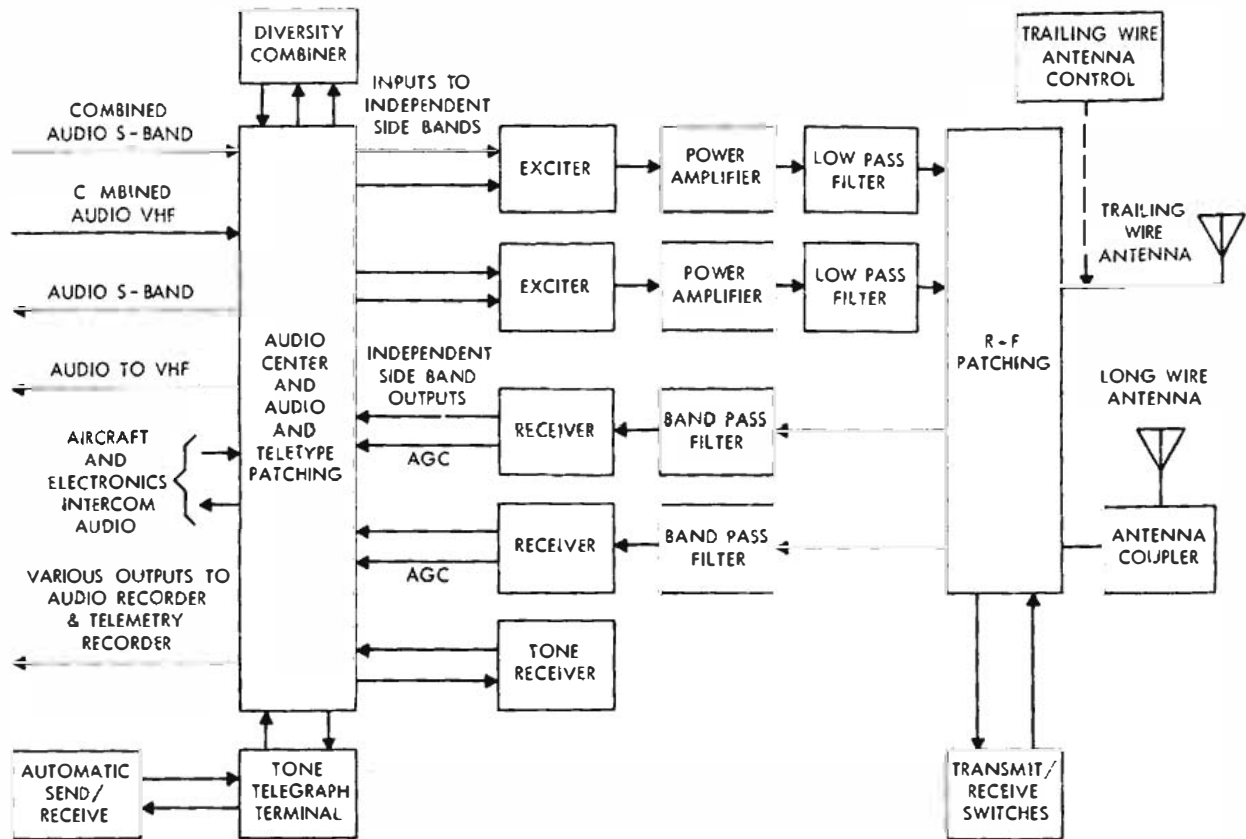 DIVERSITY
COMBINER
TRAILING WIRE
ANTENNA
CONTROL
COMBINED
AUDIO S-BAND
INPUTS TO
INDEPENDENT
SIDE BANDS
EXCITER
POWER
AMPLIFIER
LOW PASS
FILTER
C MBINED
AUDIO VHF
TRAILING
WIRE
ANTENNA
EXCITER
POWER
AMPLIFIER
LOW PASS
FILTER
AUDIO S-BAND
AUDIO
CENTER
AND
AUDIO
AND
TELETYPE
PATCHING
R-F
PATCHING
AUDIO TO VHF
INDEPENDENT
SIDE BAND
OUTPUTS
AGC
RECEIVER
BAND PASS
FILTER
LONG WIRE
ANTENNA
AIRCRAFT
AND
ELECTRONICS
INTERCOM
AUDIO
AGC
RECEIVER
BAND PASS
FILTER
ANTENNA
COUPLER
VARIOUS OUTPUTS TO
AUDIO RECORDER
& TELEMETRY
RECORDER
TONE
RECEIVER
AUTOMATIC
SEND/
RECEIVE
TONE
TELEGRAPH
TERMINAL
TRANSMIT/
RECEIVE
SWITCHES